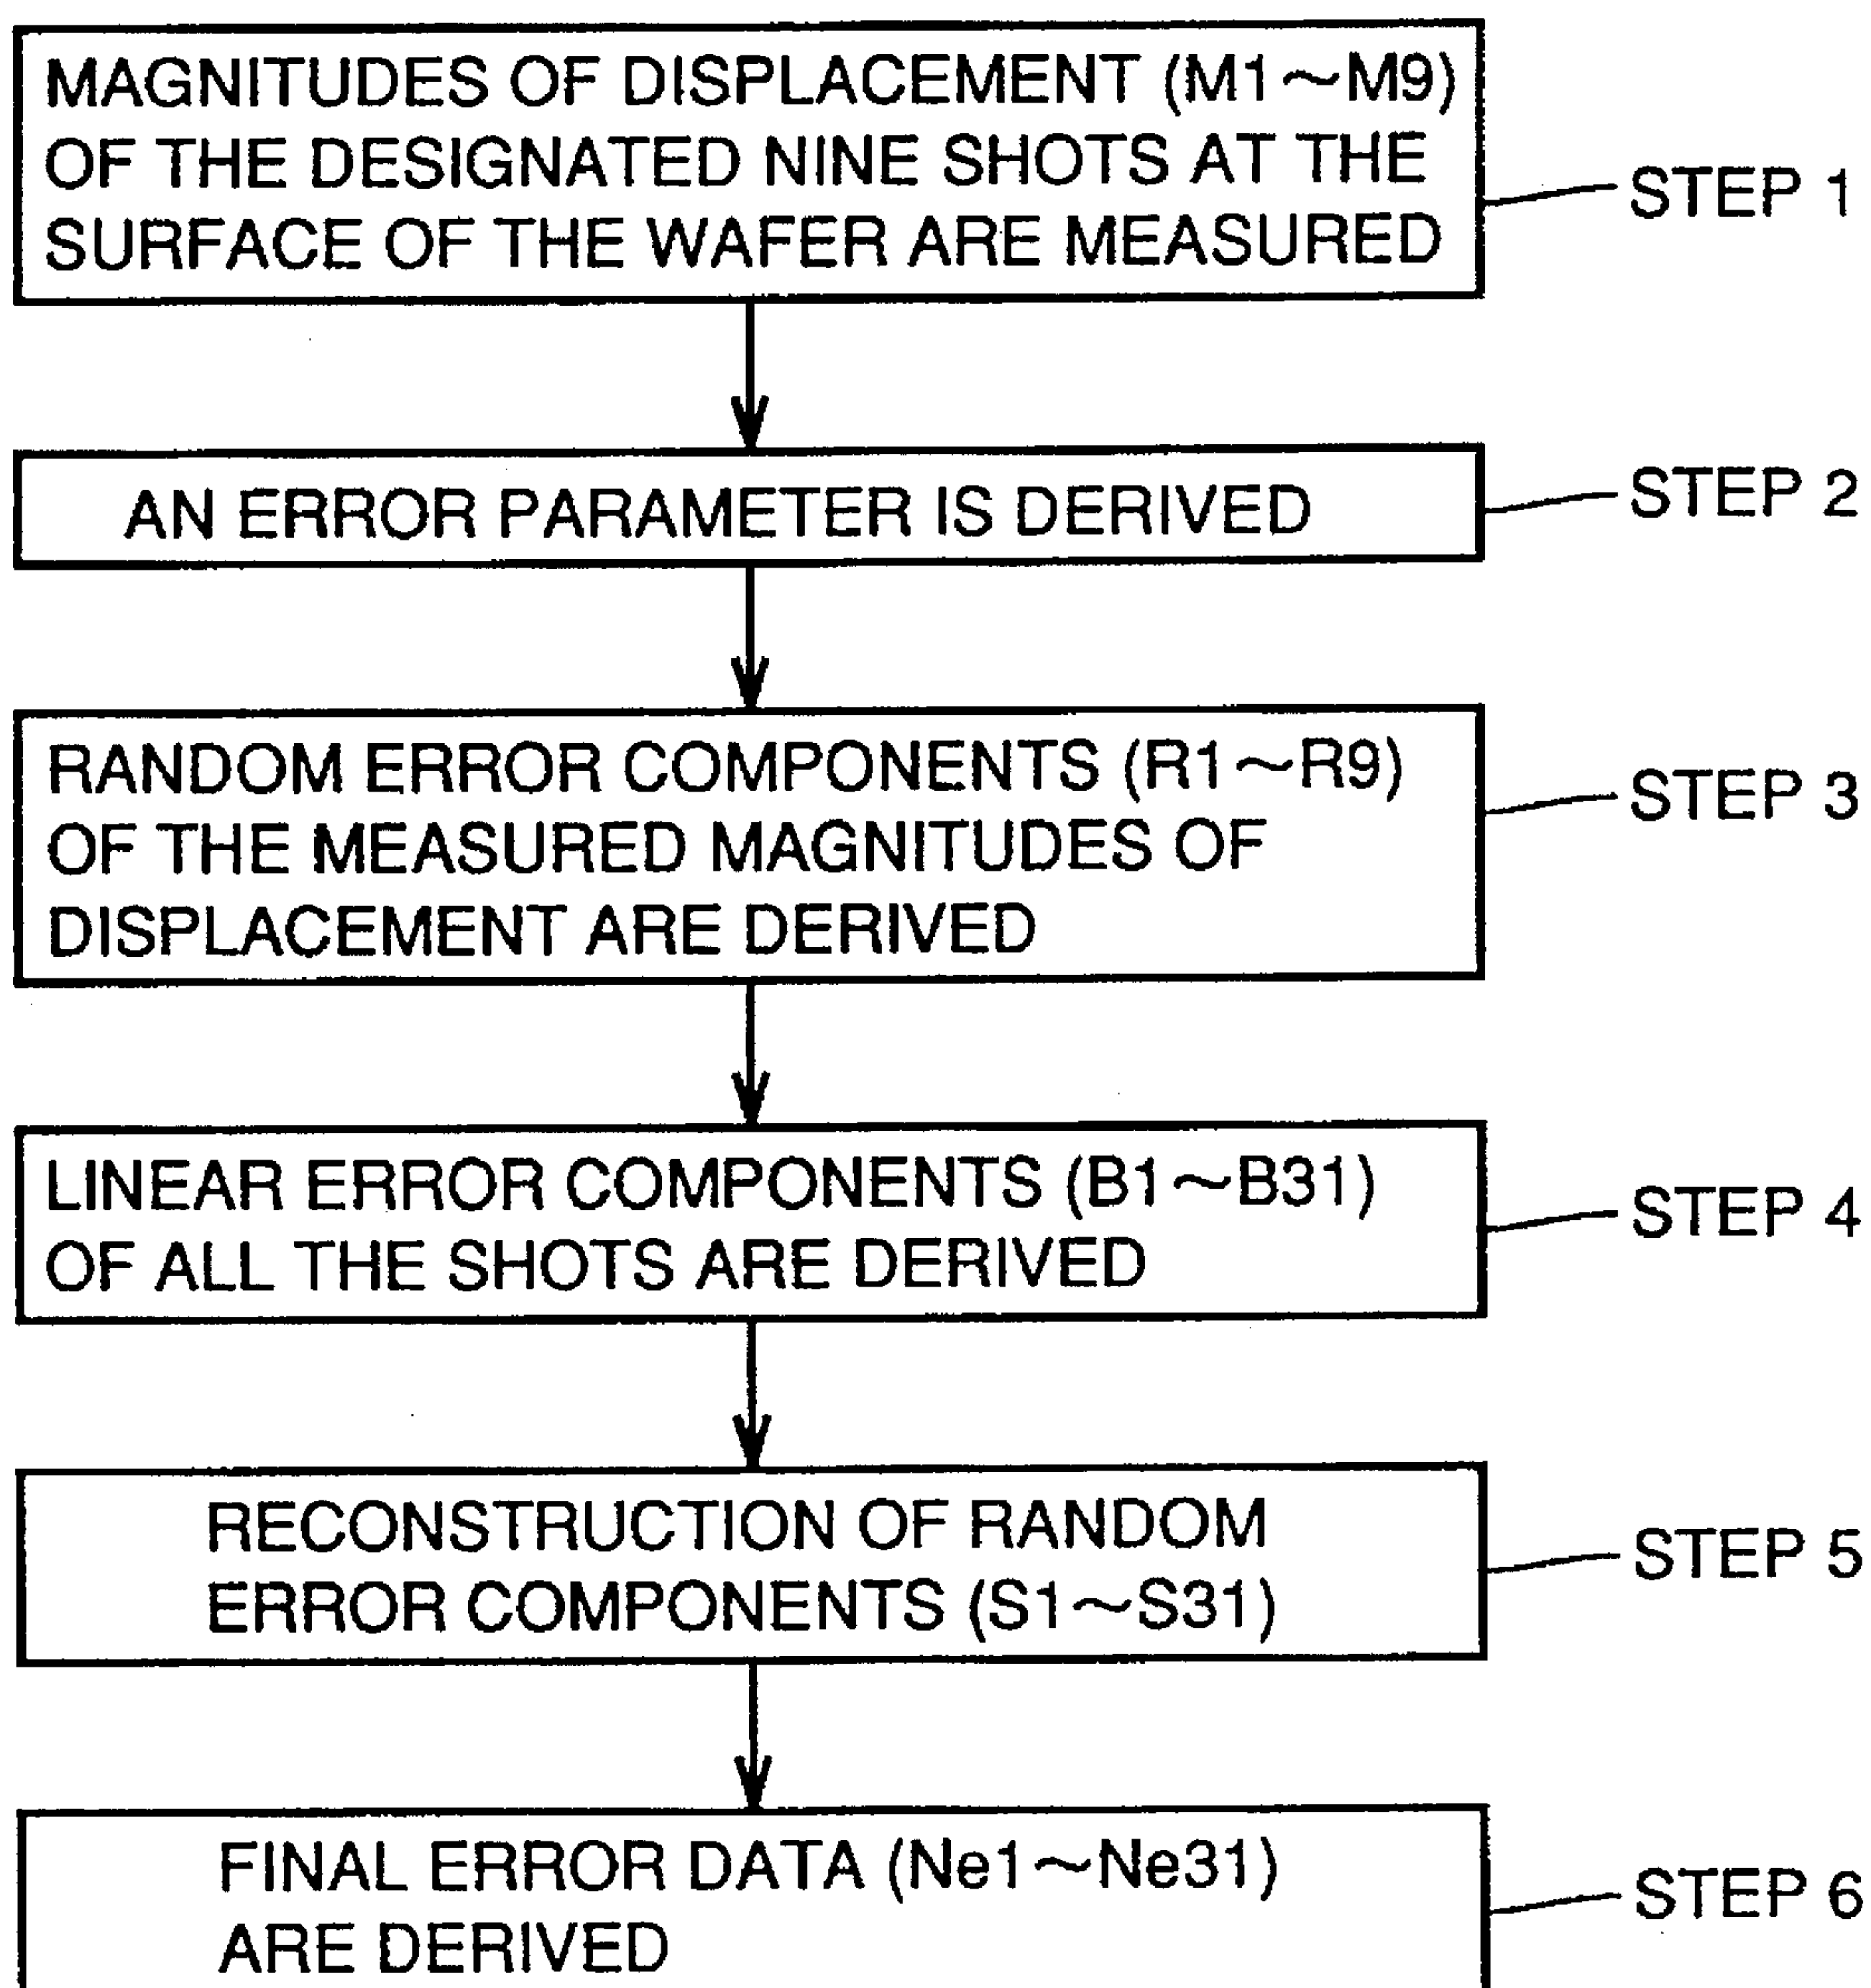 MAGNITUDES OF DISPLACEMENT (M1~M9)
OF THE DESIGNATED NINE SHOTS AT THE
SURFACE OF THE WAFER ARE MEASURED
STEP 1
AN ERROR PARAMETER IS DERIVED
STEP 2
RANDOM ERROR COMPONENTS (R1~R9)
OF THE MEASURED MAGNITUDES OF
DISPLACEMENT ARE DERIVED
STEP 3
LINEAR ERROR COMPONENTS (B1~B31)
OF ALL THE SHOTS ARE DERIVED
STEP 4
RECONSTRUCTION OF RANDOM
ERROR COMPONENTS (S1~S31)
STEP 5
FINAL ERROR DATA (Ne1~Ne31)
ARE DERIVED
STEP 6